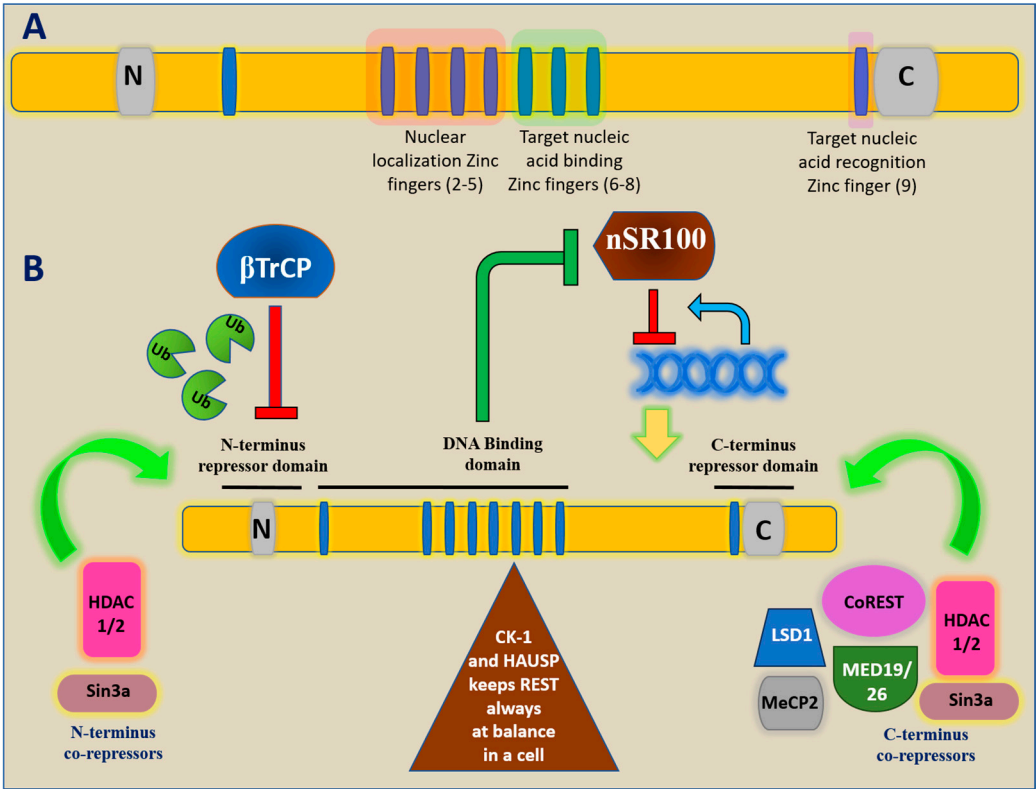 A
N
C
Nuclear
localization Zinc
fingers (2-5)
Target nucleic
acid binding
Zinc fingers (6-8)
Target nucleic
acid recognition
Zinc finger (9)
B
βTrCP
nSR100
Ub
Ub
Ub
N-terminus
repressor domain
DNA Binding
domain
C-terminus
repressor domain
N
C
HDAC
1/2
Sin3a
N-terminus
co-repressors
CK-1
and HAUSP
keeps REST
always
at balance
in a cell
CoREST
LSD1
MED19/
26
MeCP2
HDAC
1/2
Sin3a
C-terminus
co-repressors